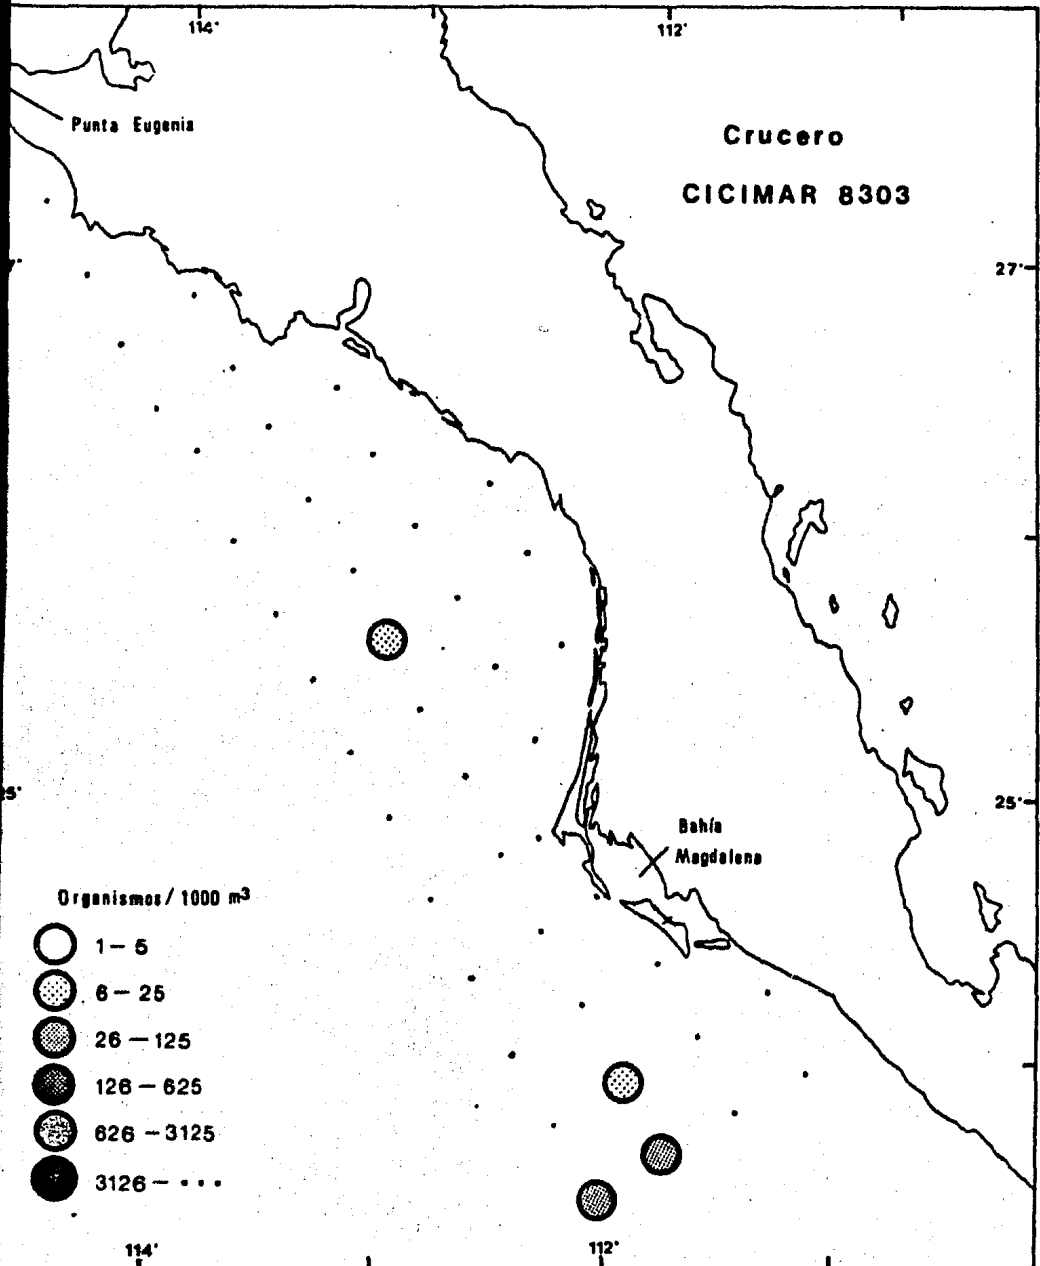 114°
112°
Punta Eugenia
Crucero
CICIMAR 8303
27°
25°
Bahía
Magdalena
Organismos / 1000 m³
1 – 5
6 – 25
26 – 125
126 – 625
626 – 3125
3126 – • • •
114°
112°